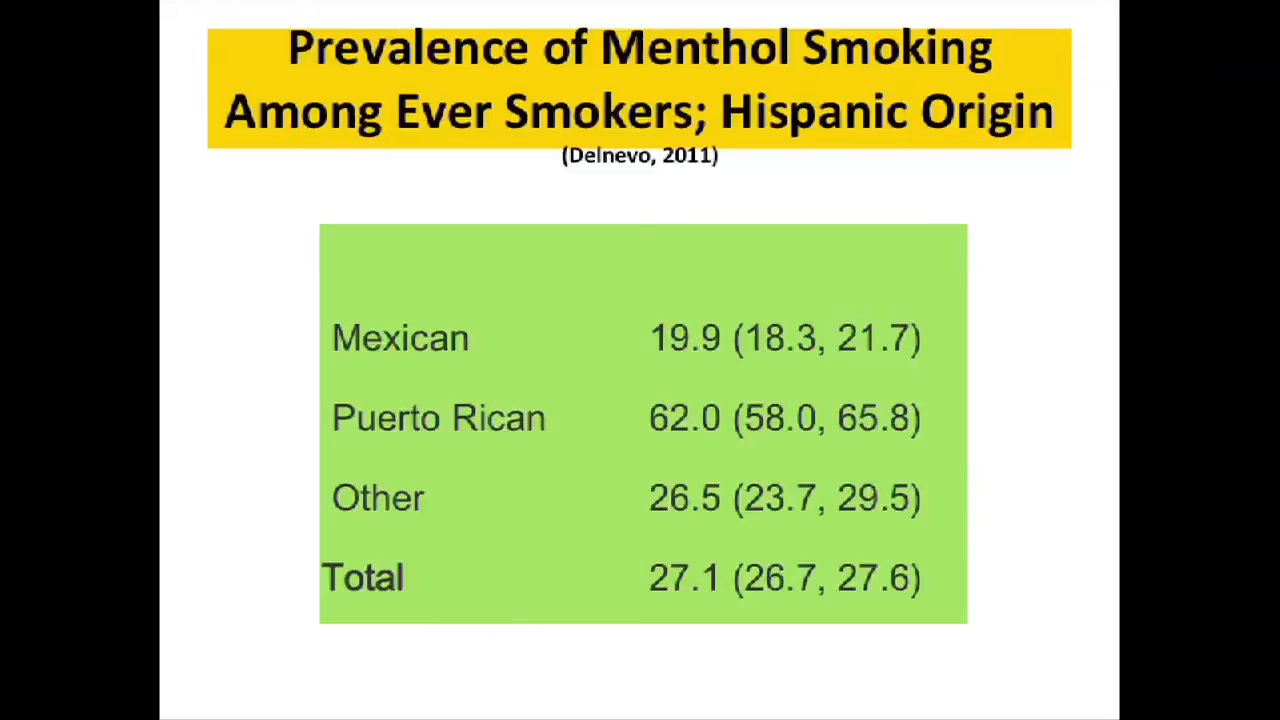 Prevalence of Menthol Smoking
Among Ever Smokers; Hispanic Origin
(Delnevo, 2011)
Mexican 19.9 (18.3, 21.7)
Puerto Rican 62.0 (58.0, 65.8)
Other 26.5 (23.7, 29.5)
Total 27.1 (26.7, 27.6)